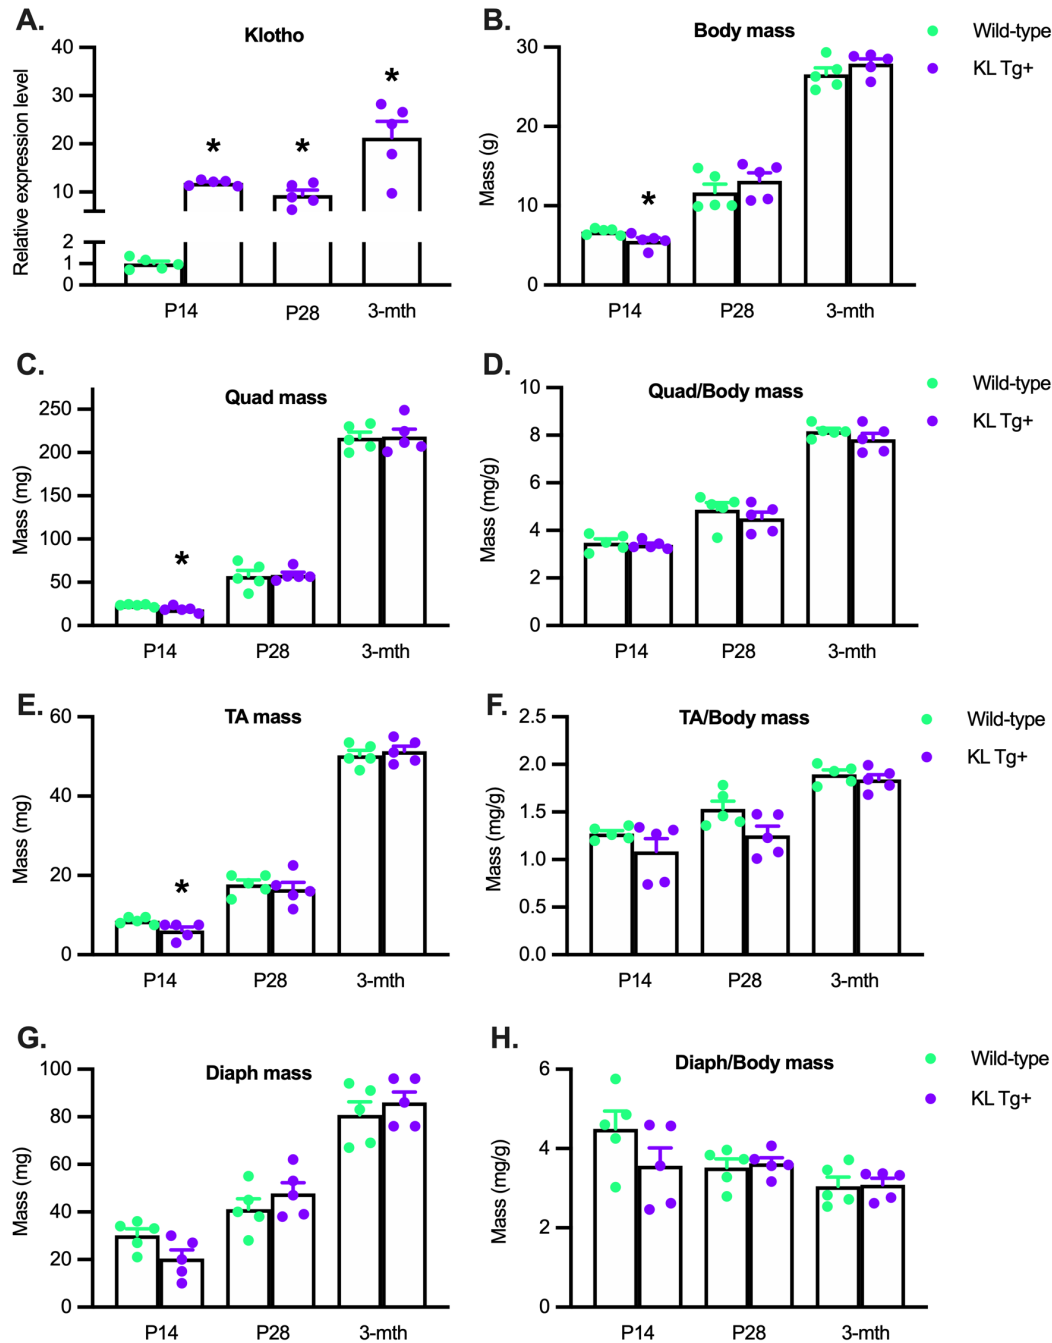 A.
Klotho
Relative expression level
40
30
20
10
2
1
0
*
*
*
P14
P28
3-mth
B.
Body mass
Wild-type
KL Tg+
Mass (g)
30
20
10
0
*
P14
P28
3-mth
C.
Quad mass
Mass (mg)
250
200
150
100
50
0
*
P14
P28
3-mth
D.
Quad/Body mass
Wild-type
KL Tg+
Mass (mg/g)
10
8
6
4
2
0
P14
P28
3-mth
E.
TA mass
Mass (mg)
60
40
20
0
*
P14
P28
3-mth
F.
TA/Body mass
Wild-type
KL Tg+
Mass (mg/g)
2.5
2.0
1.5
1.0
0.5
0.0
P14
P28
3-mth
G.
Diaph mass
Mass (mg)
100
80
60
40
20
0
P14
P28
3-mth
H.
Diaph/Body mass
Wild-type
KL Tg+
Mass (mg/g)
6
4
2
0
P14
P28
3-mth